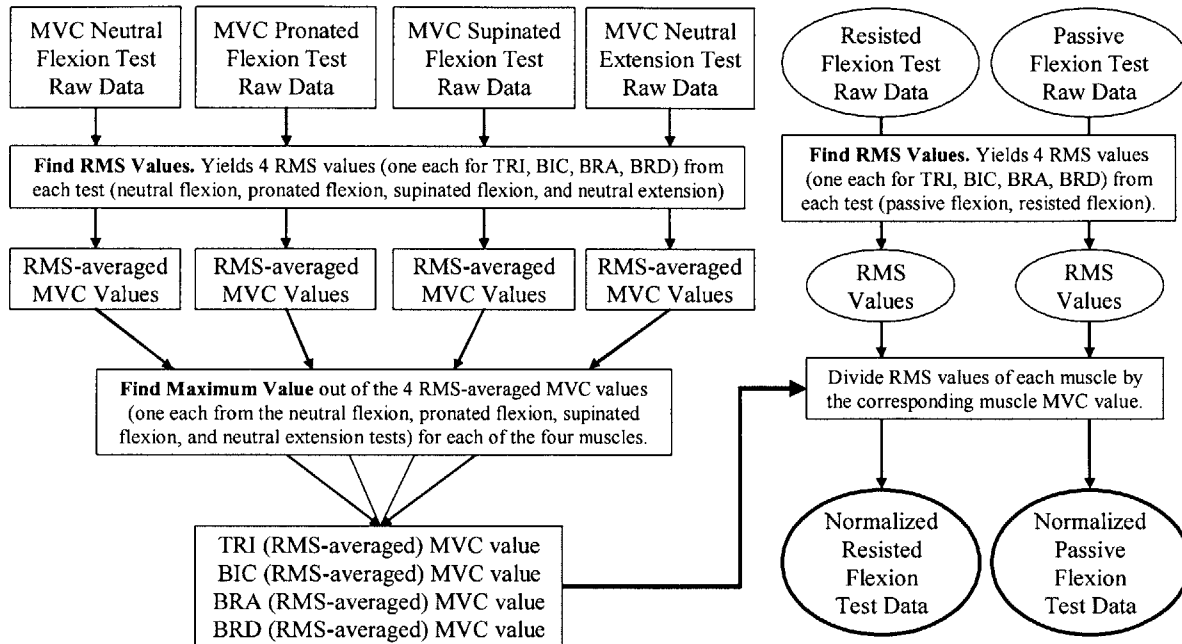 MVC Neutral
Flexion Test
Raw Data
MVC Pronated
Flexion Test
Raw Data
MVC Supinated
Flexion Test
Raw Data
MVC Neutral
Extension Test
Raw Data
Find RMS Values. Yields 4 RMS values (one each for TRI, BIC, BRA, BRD) from
each test (neutral flexion, pronated flexion, supinated flexion, and neutral extension)
RMS-averaged
MVC Values
RMS-averaged
MVC Values
RMS-averaged
MVC Values
RMS-averaged
MVC Values
Find Maximum Value out of the 4 RMS-averaged MVC values
(one each from the neutral flexion, pronated flexion, supinated
flexion, and neutral extension tests) for each of the four muscles.
TRI (RMS-averaged) MVC value
BIC (RMS-averaged) MVC value
BRA (RMS-averaged) MVC value
BRD (RMS-averaged) MVC value
Resisted
Flexion Test
Raw Data
Passive
Flexion Test
Raw Data
Find RMS Values. Yields 4 RMS values
(one each for TRI, BIC, BRA, BRD) from
each test (passive flexion, resisted flexion).
RMS
Values
RMS
Values
Divide RMS values of each muscle by
the corresponding muscle MVC value.
Normalized
Resisted
Flexion
Test Data
Normalized
Passive
Flexion
Test Data